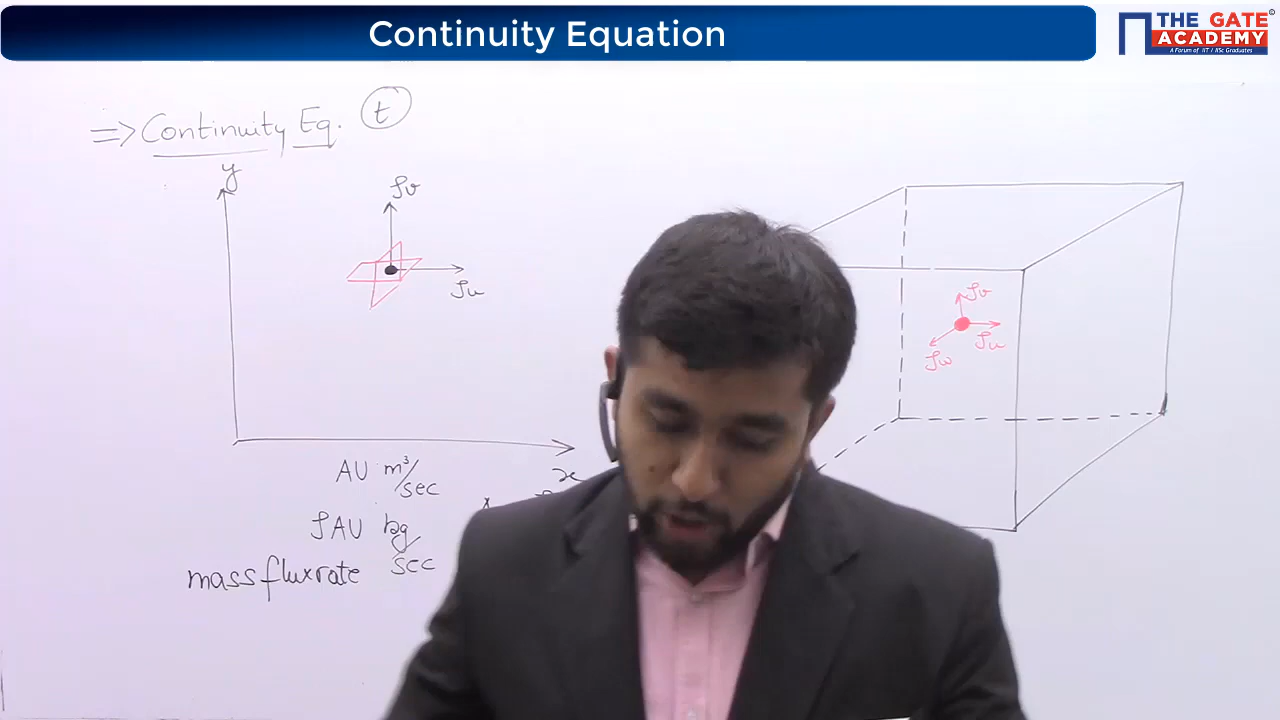 Continuity Equation
THE GATE
ACADEMY
A Forum of IIT / IISc Graduates
=> Continuity Eq. t
y
ρv
ρu
x
AU m³/sec
ρAU kg/sec
mass flux rate
ρv
ρu
ρw